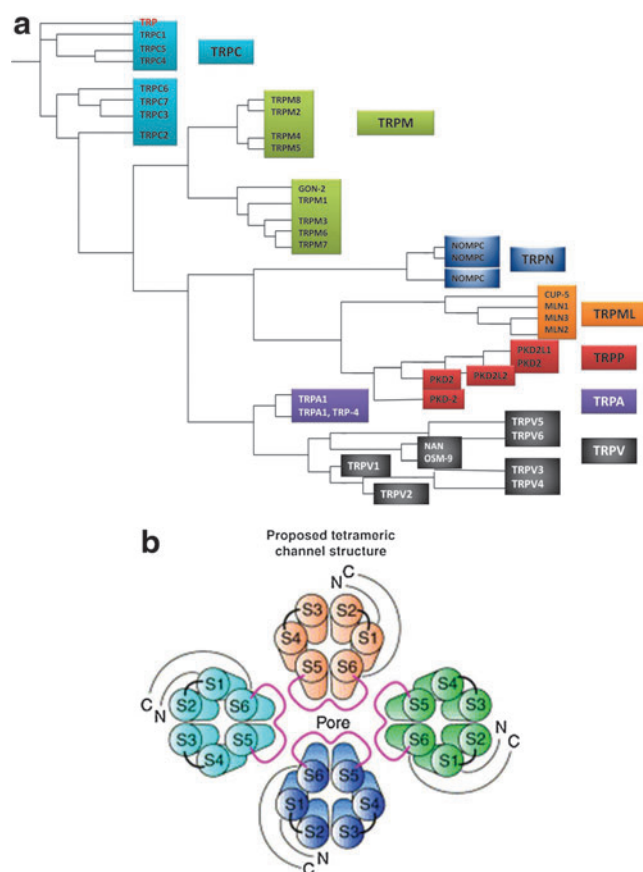 a
TRP
TRPC1
TRPC5
TRPC4
TRPC
TRPC6
TRPC7
TRPC3
TRPC2
TRPM8
TRPM2
TRPM4
TRPM5
TRPM
GON-2
TRPM1
TRPM3
TRPM6
TRPM7
NOMPC
NOMPC
NOMPC
TRPN
CUP-5
MLN1
MLN3
MLN2
TRPML
PKD2L1
PKD2
PKD2L2
PKD2
PKD-2
TRPP
TRPA1
TRPA1, TRP-4
TRPA
TRPV5
TRPV6
NAN
OSM-9
TRPV1
TRPV3
TRPV4
TRPV2
TRPV
b
Proposed tetrameric
channel structure
C
N
S3 S2
S4 S1
S5 S6
S1
S2 S6
S3 S5
S4
C
N
Pore
S4
S5 S3
S6 S2
S1
N
C
S6 S5
S1 S4
S2 S3
N
C